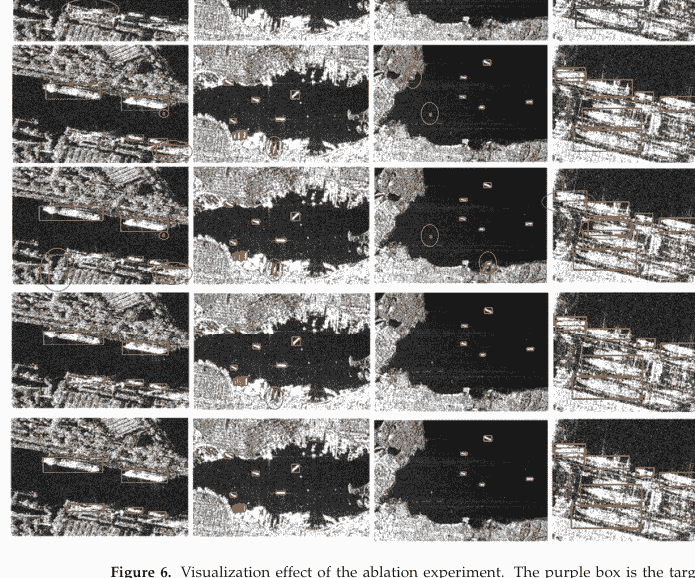 Figure 6. Visualization effect of the ablation experiment. The purple box is the targ